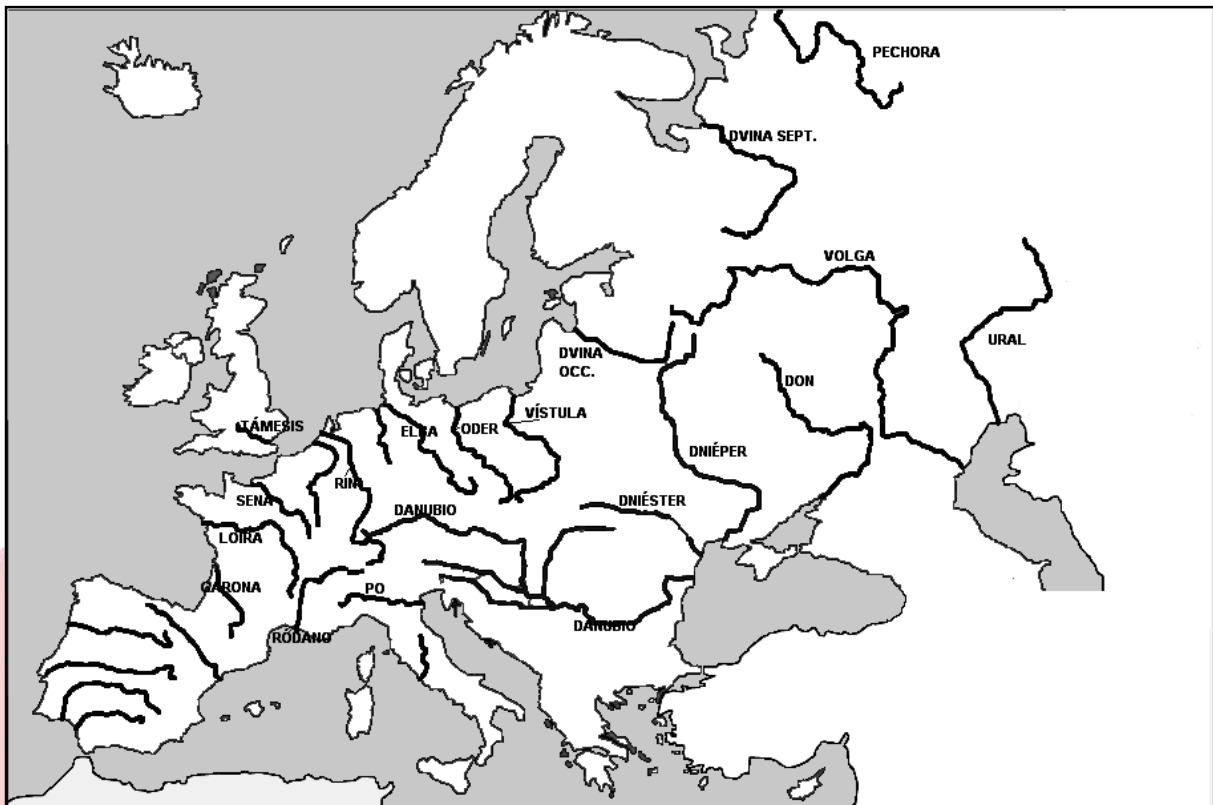 PECHORA
DVINA SEPT.
VOLGA
URAL
DVINA
OCC.
DON
VÍSTULA
TÁMESIS
ELBA
ODER
DNIÉPER
RIN
SENA
DNIÉSTER
DANUBIO
LOIRA
GARONA
PO
RÓDANO
DANUBIO